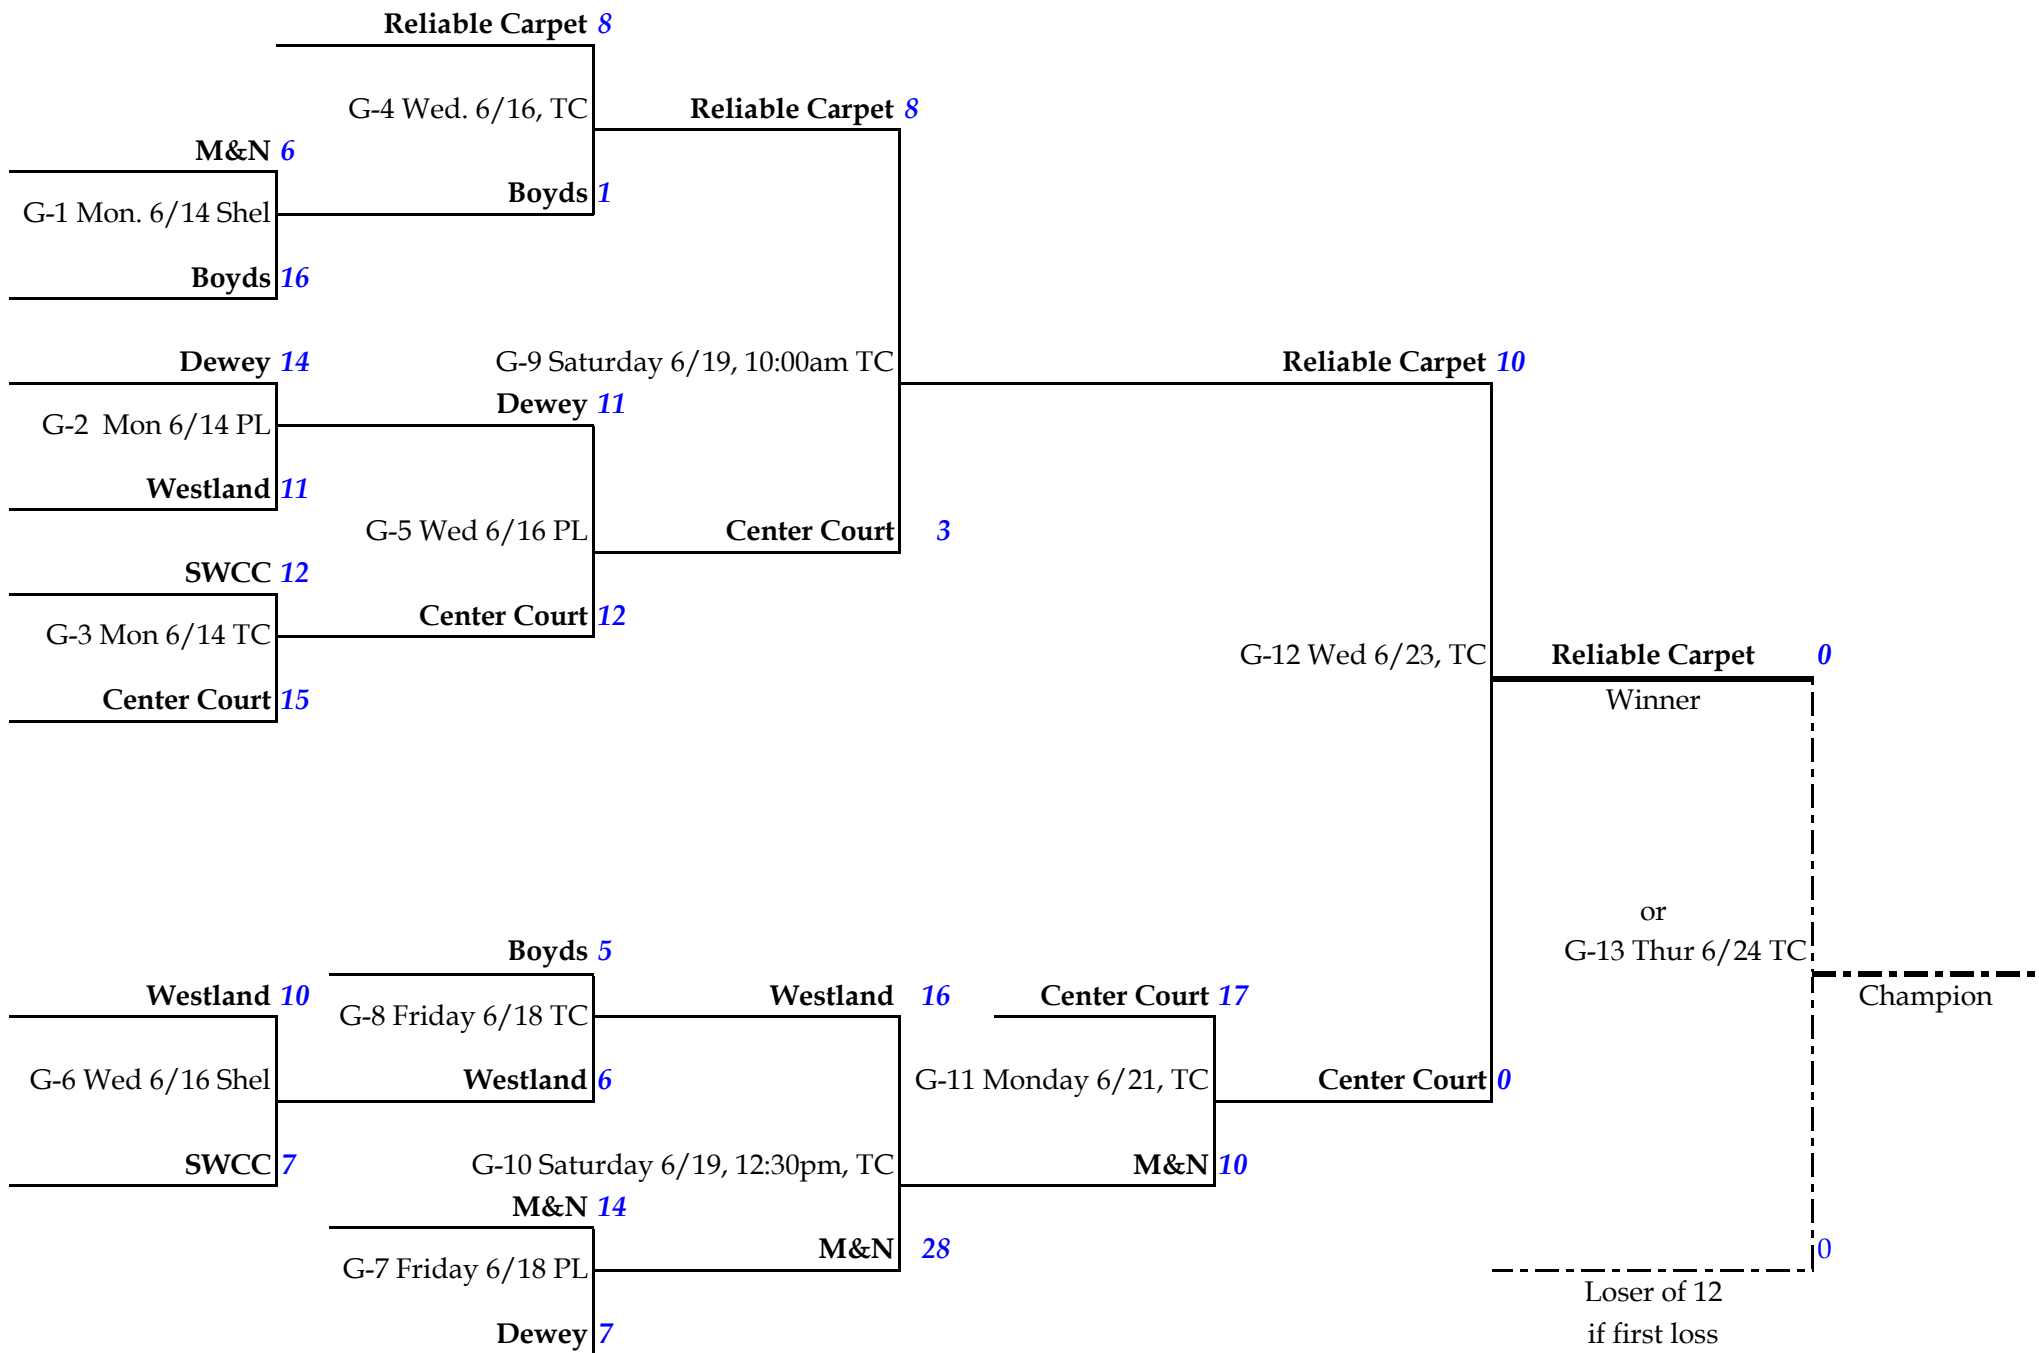 Reliable Carpet 8
G-4 Wed. 6/16, TC
Reliable Carpet 8
M&N 6
Boyds 1
G-1 Mon. 6/14 Shel
Boyds 16
Dewey 14
G-9 Saturday 6/19, 10:00am TC
Reliable Carpet 10
Dewey 11
G-2 Mon 6/14 PL
Westland 11
G-5 Wed 6/16 PL
Center Court 3
SWCC 12
Center Court 12
G-3 Mon 6/14 TC
G-12 Wed 6/23, TC
Reliable Carpet 0
Center Court 15
Winner
or
Boyds 5
G-13 Thur 6/24 TC
Westland 10
Westland 16
Center Court 17
Champion
G-8 Friday 6/18 TC
G-6 Wed 6/16 Shel
Westland 6
G-11 Monday 6/21, TC
Center Court 0
SWCC 7
G-10 Saturday 6/19, 12:30pm, TC
M&N 10
M&N 14
M&N 28
0
G-7 Friday 6/18 PL
Loser of 12
Dewey 7
if first loss